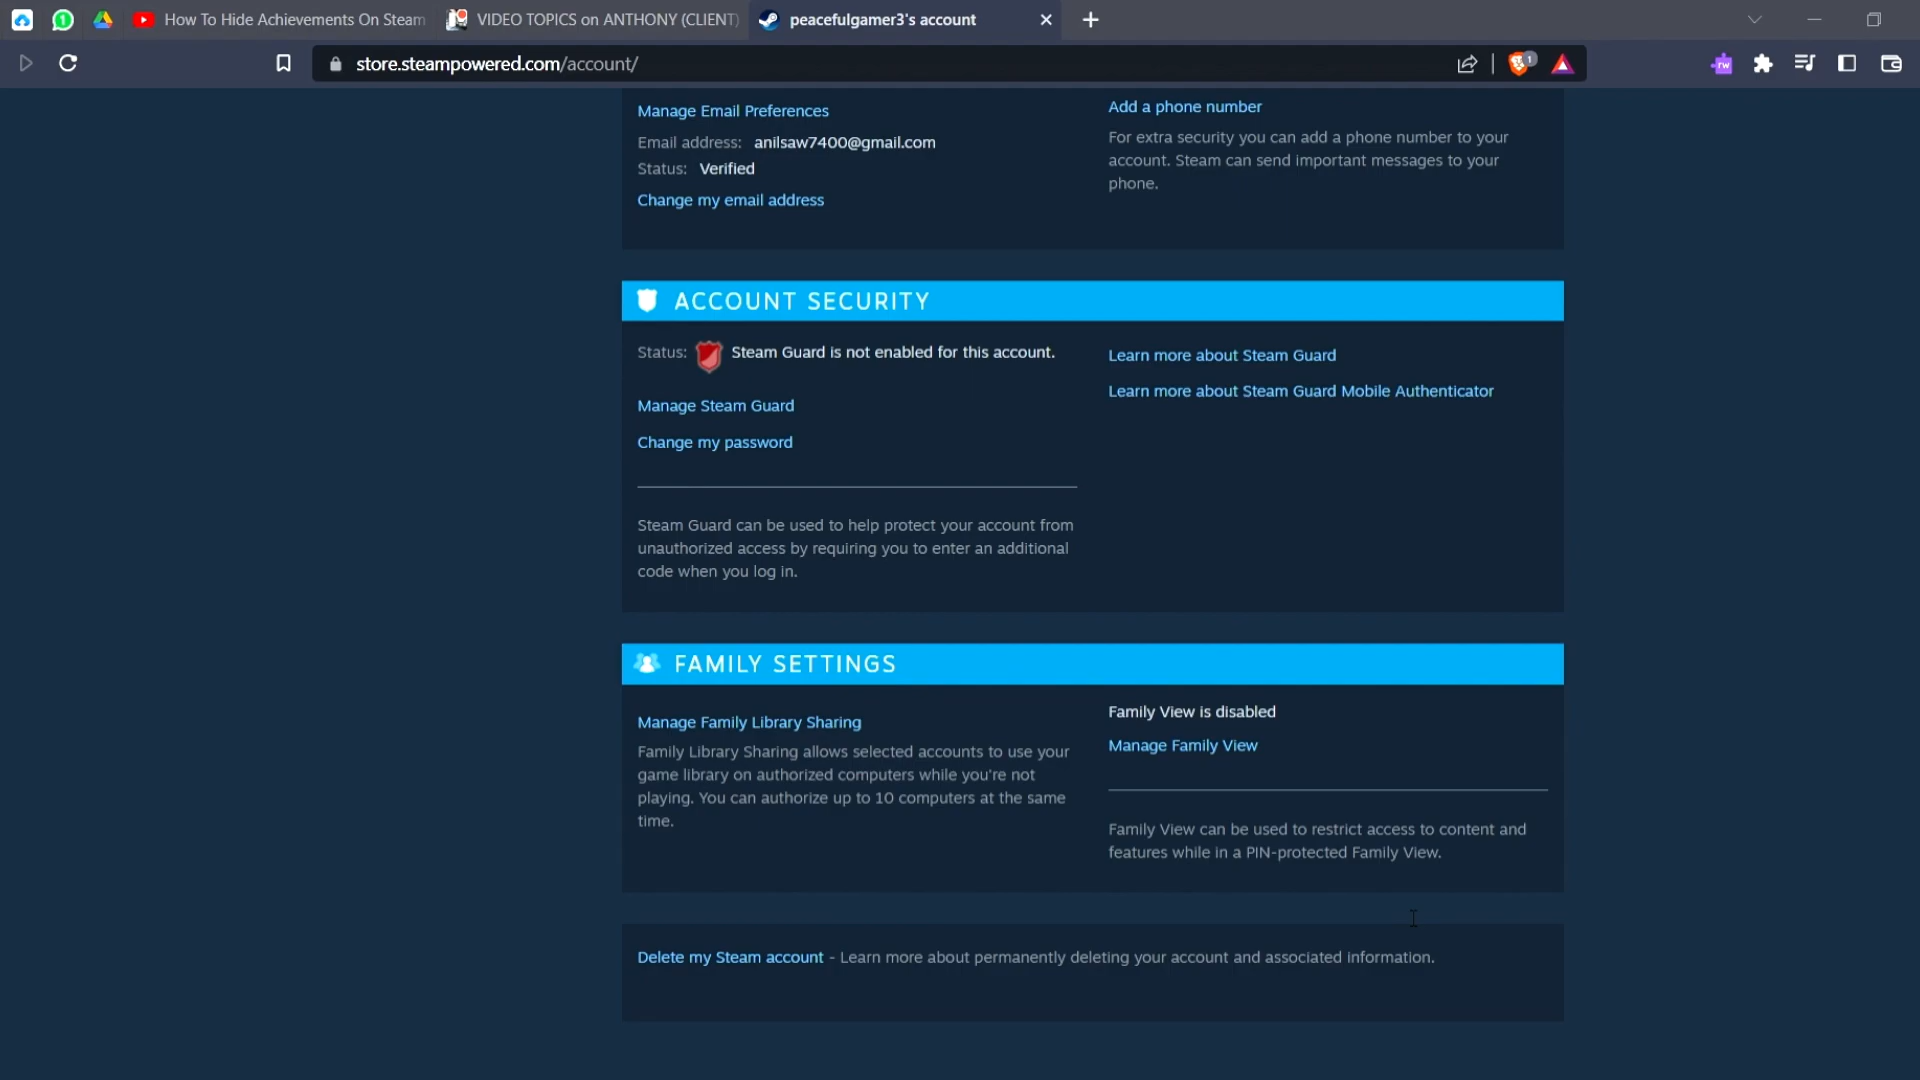 How To Hide Achievements On Steam
VIDEO TOPICS on ANTHONY (CLIENT)
peacefulgamer3's account
store.steampowered.com/account/
1
rw
Manage Email Preferences
Email address: anilsaw7400@gmail.com
Status: Verified
Change my email address
Add a phone number
For extra security you can add a phone number to your
account. Steam can send important messages to your
phone.
ACCOUNT SECURITY
Status: Steam Guard is not enabled for this account.
Manage Steam Guard
Change my password
Steam Guard can be used to help protect your account from
unauthorized access by requiring you to enter an additional
code when you log in.
Learn more about Steam Guard
Learn more about Steam Guard Mobile Authenticator
FAMILY SETTINGS
Manage Family Library Sharing
Family Library Sharing allows selected accounts to use your
game library on authorized computers while you're not
playing. You can authorize up to 10 computers at the same
time.
Family View is disabled
Manage Family View
Family View can be used to restrict access to content and
features while in a PIN-protected Family View.
Delete my Steam account - Learn more about permanently deleting your account and associated information.